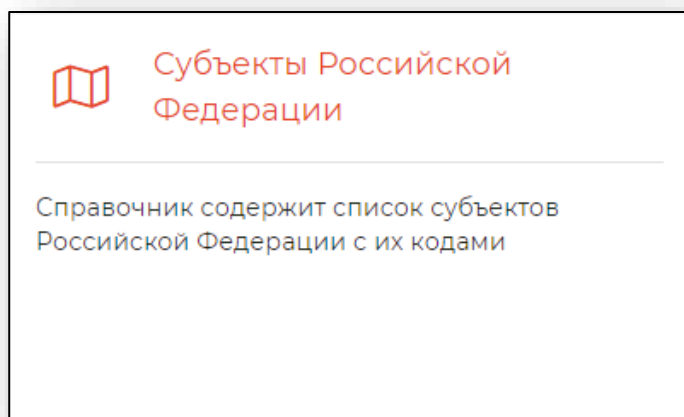 Субъекты Российской
Федерации
Справочник содержит список субъектов
Российской Федерации с их кодами